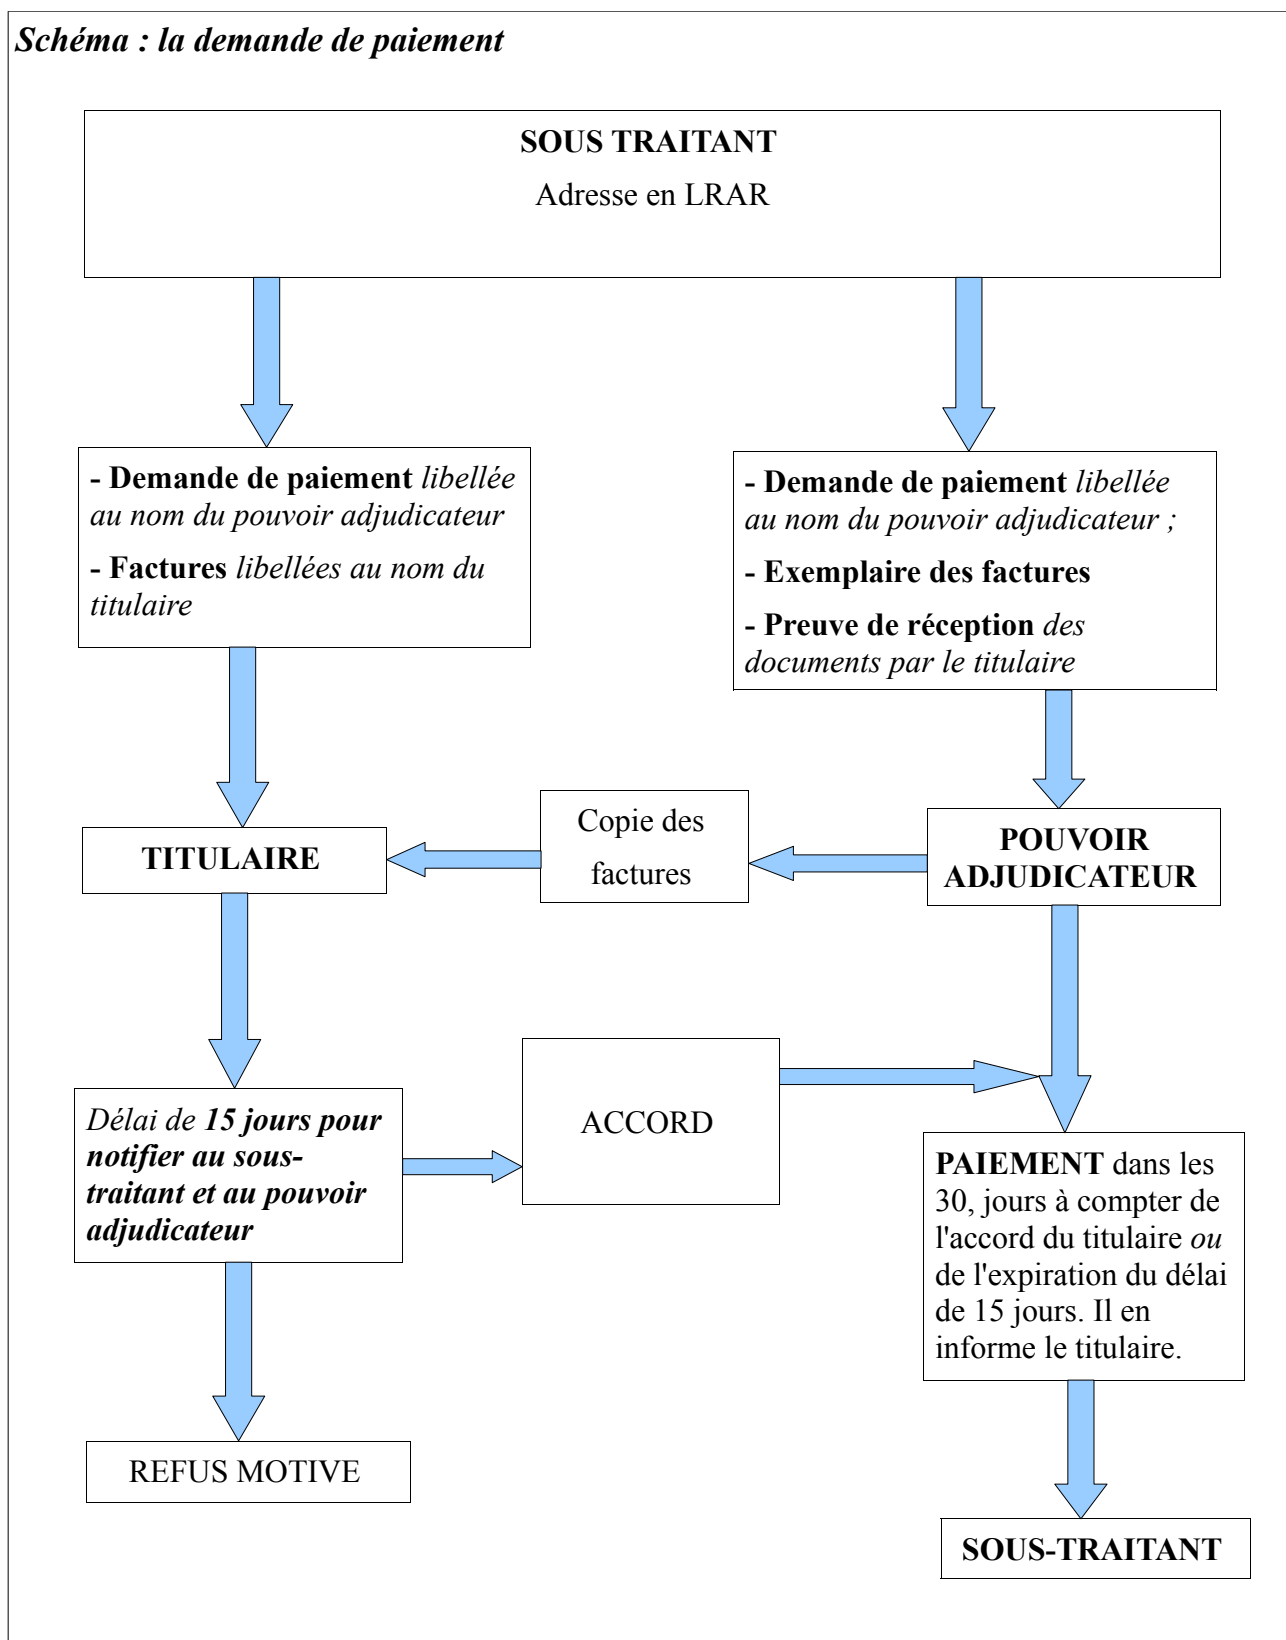 Schéma : la demande de paiement
SOUS TRAITANT
Adresse en LRAR
- Demande de paiement libellée
au nom du pouvoir adjudicateur
- Factures libellées au nom du
titulaire
- Demande de paiement libellée
au nom du pouvoir adjudicateur ;
- Exemplaire des factures
- Preuve de réception des
documents par le titulaire
TITULAIRE
Copie des
factures
POUVOIR
ADJUDICATEUR
Délai de 15 jours pour
notifier au sous-
traitant et au pouvoir
adjudicateur
ACCORD
PAIEMENT dans les
30, jours à compter de
l'accord du titulaire ou
de l'expiration du délai
de 15 jours. Il en
informe le titulaire.
REFUS MOTIVE
SOUS-TRAITANT